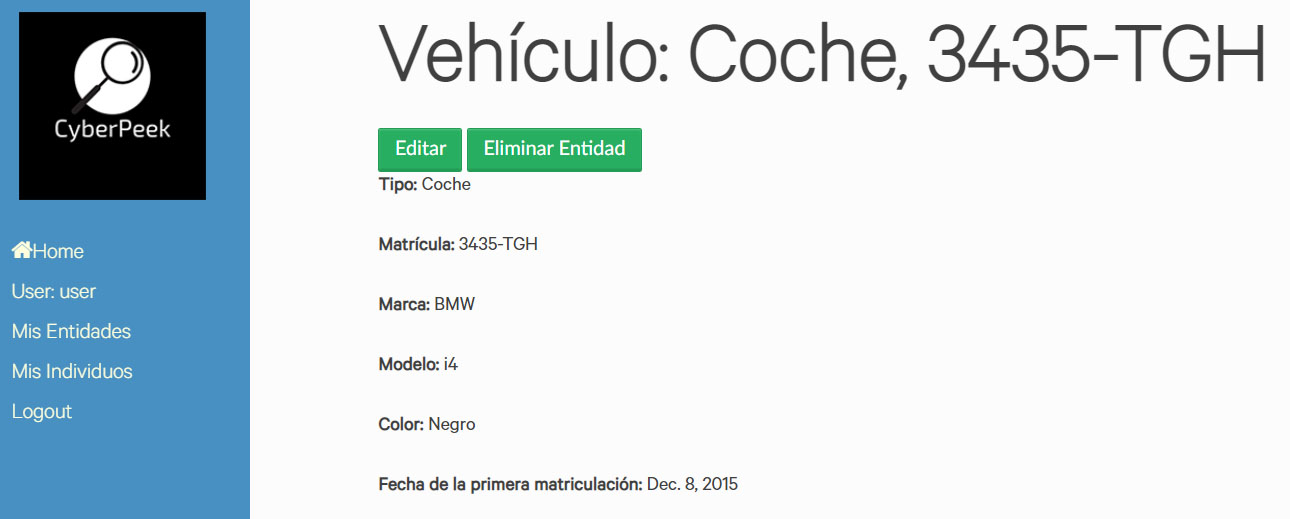 CyberPeek
Home
User: user
Mis Entidades
Mis Individuos
Logout
Vehículo: Coche, 3435-TGH
Editar Eliminar Entidad
Tipo: Coche
Matrícula: 3435-TGH
Marca: BMW
Modelo: i4
Color: Negro
Fecha de la primera matriculación: Dec. 8, 2015